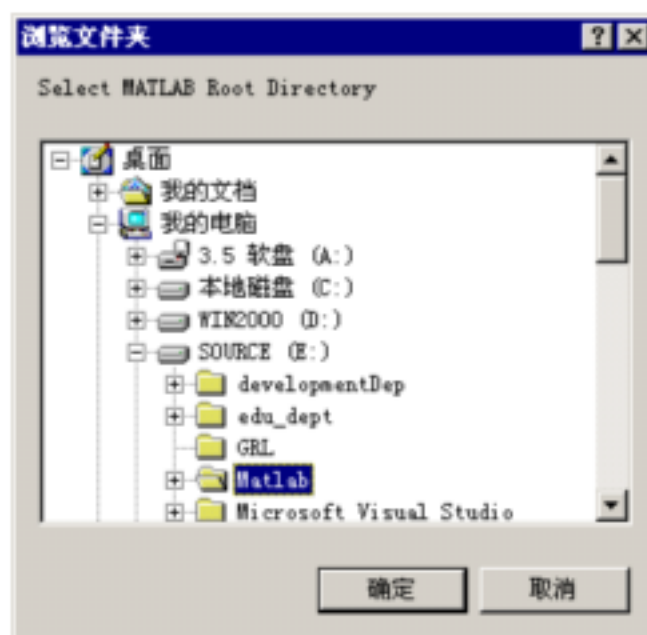 浏览文件夹
Select MATLAB Root Directory
桌面
我的文档
我的电脑
3.5 软盘 (A:)
本地磁盘 (C:)
WIN2000 (D:)
SOURCE (E:)
developmentDep
edu_dept
GRL
Matlab
Microsoft Visual Studio
确定 取消